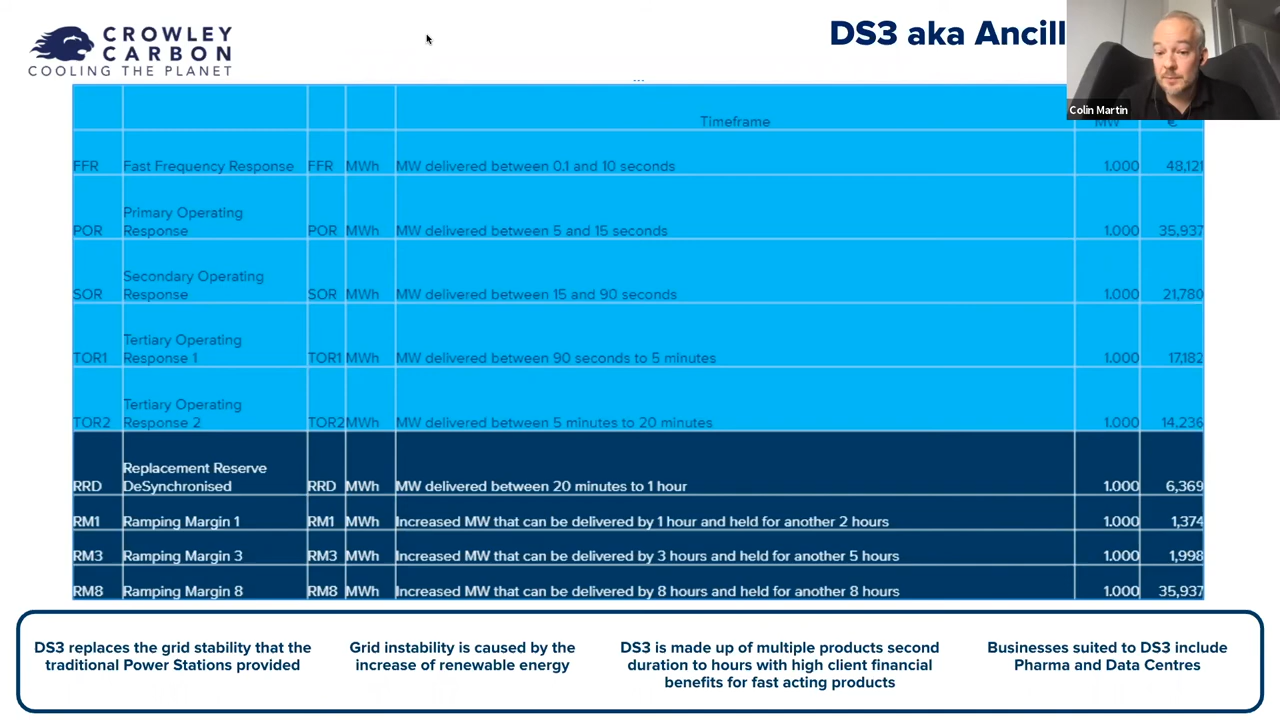 CROWLEY
CARBON
COOLING THE PLANET
DS3 aka Ancill
Colin Martin
...
Timeframe MW €
FFR Fast Frequency Response FFR MWh MW delivered between 0.1 and 10 seconds 1.000 48,121
Primary Operating
POR Response POR MWh MW delivered between 5 and 15 seconds 1.000 35,937
Secondary Operating
SOR Response SOR MWh MW delivered between 15 and 90 seconds 1.000 21,780
Tertiary Operating
TOR1 Response 1 TOR1 MWh MW delivered between 90 seconds to 5 minutes 1.000 17,182
Tertiary Operating
TOR2 Response 2 TOR2 MWh MW delivered between 5 minutes to 20 minutes 1.000 14,236
Replacement Reserve
RRD DeSynchronised RRD MWh MW delivered between 20 minutes to 1 hour 1.000 6,369
RM1 Ramping Margin 1 RM1 MWh Increased MW that can be delivered by 1 hour and held for another 2 hours 1.000 1,374
RM3 Ramping Margin 3 RM3 MWh Increased MW that can be delivered by 3 hours and held for another 5 hours 1.000 1,998
RM8 Ramping Margin 8 RM8 MWh Increased MW that can be delivered by 8 hours and held for another 8 hours 1.000 35,937
DS3 replaces the grid stability that the
traditional Power Stations provided
Grid instability is caused by the
increase of renewable energy
DS3 is made up of multiple products second
duration to hours with high client financial
benefits for fast acting products
Businesses suited to DS3 include
Pharma and Data Centres